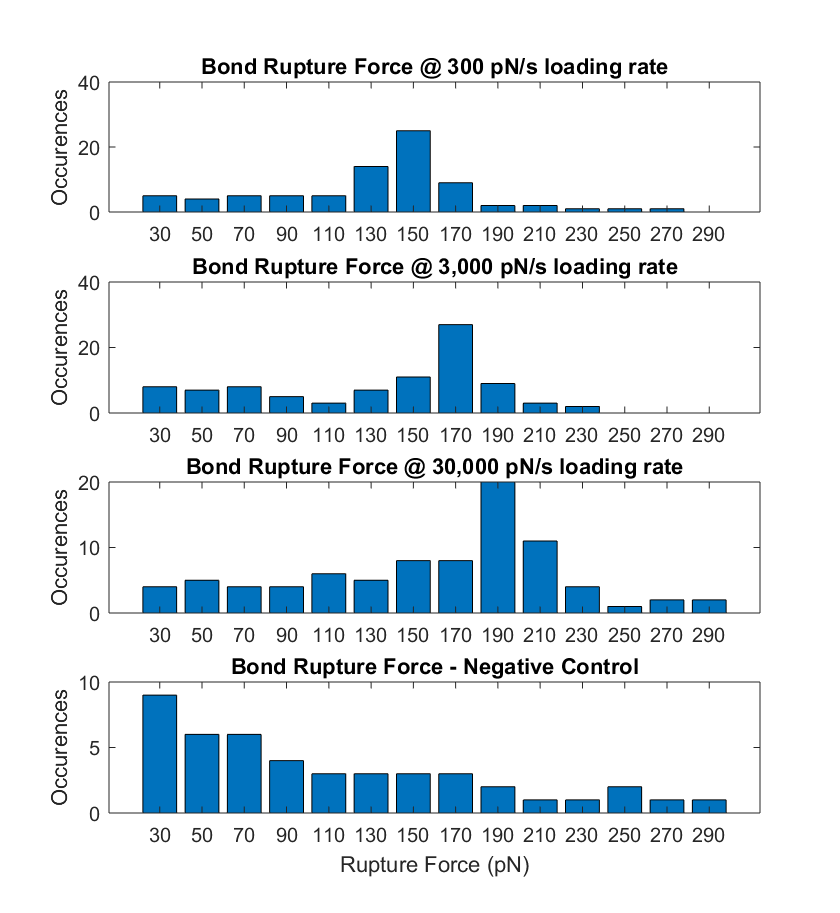 Bond Rupture Force @ 300 pN/s loading rate
Occurences
40
20
0
30 50 70 90 110 130 150 170 190 210 230 250 270 290
Bond Rupture Force @ 3,000 pN/s loading rate
Occurences
40
20
0
30 50 70 90 110 130 150 170 190 210 230 250 270 290
Bond Rupture Force @ 30,000 pN/s loading rate
Occurences
20
10
0
30 50 70 90 110 130 150 170 190 210 230 250 270 290
Bond Rupture Force - Negative Control
Occurences
10
5
0
30 50 70 90 110 130 150 170 190 210 230 250 270 290
Rupture Force (pN)